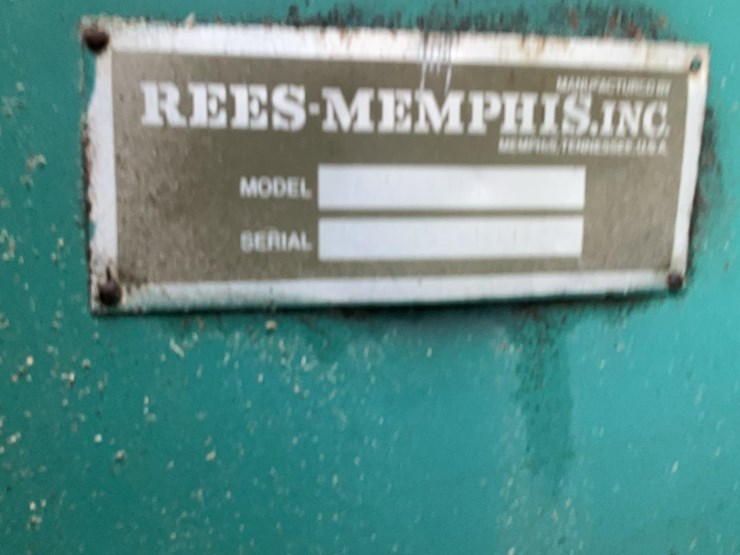 MANUFACTURED BY
REES-MEMPHIS, INC.
MEMPHIS, TENNESSEE, U.S.A.
MODEL
SERIAL